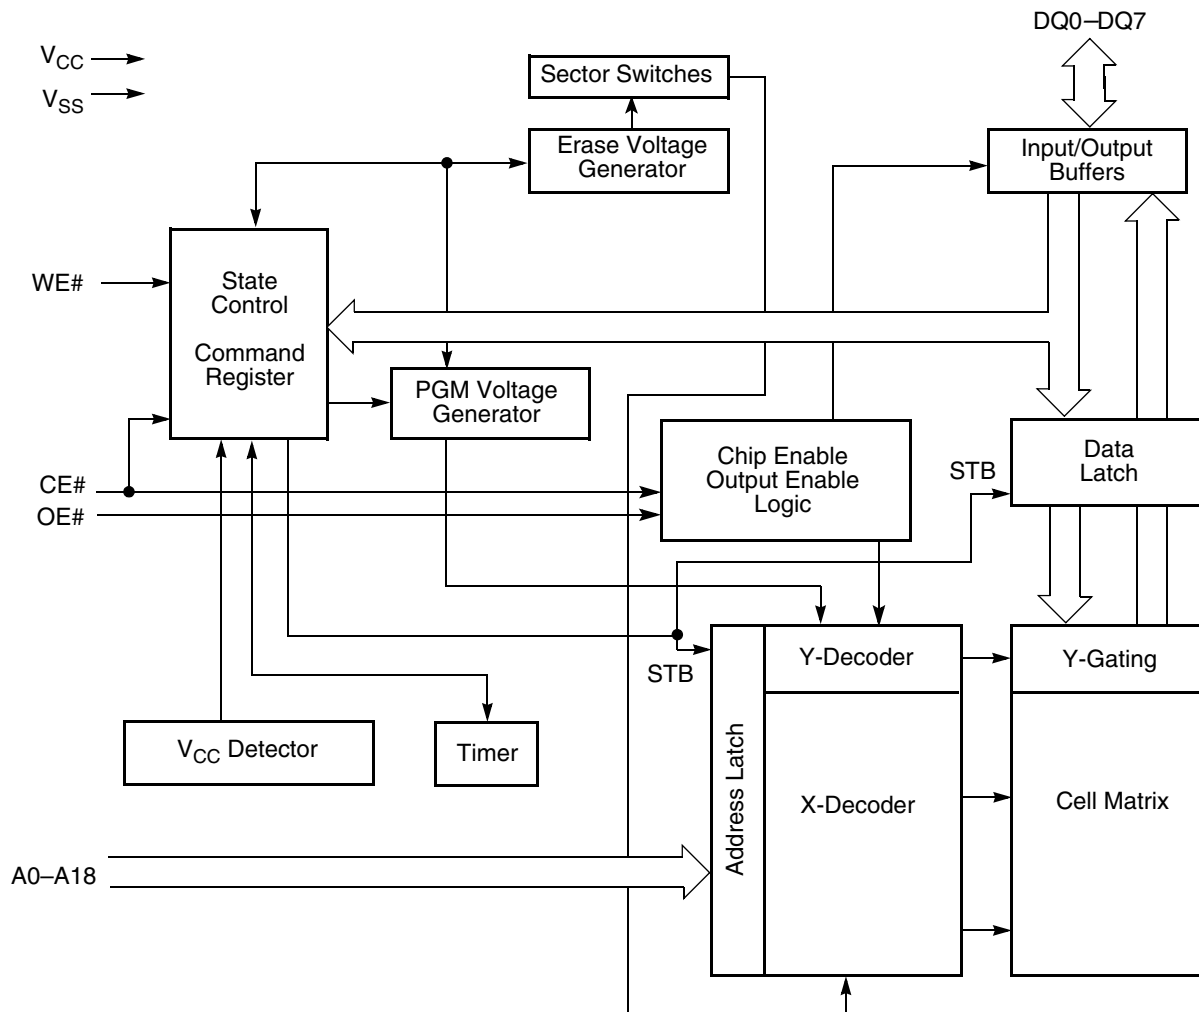 DQ0–DQ7
VCC
VSS
Sector Switches
Erase Voltage
Generator
Input/Output
Buffers
WE#
State
Control
Command
Register
PGM Voltage
Generator
CE#
OE#
Chip Enable
Output Enable
Logic
STB
Data
Latch
STB
Y-Decoder
Y-Gating
VCC Detector
Timer
Address Latch
X-Decoder
Cell Matrix
A0–A18